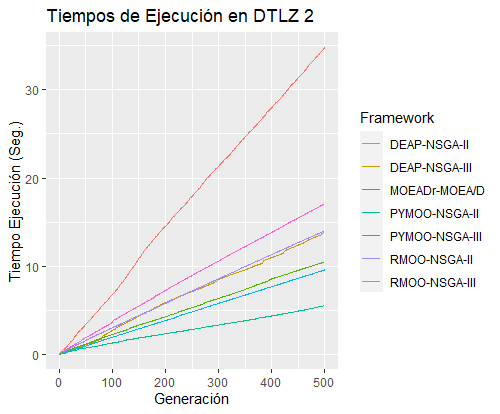 Tiempos de Ejecución en DTLZ 2
Tiempo Ejecución (Seg.)
30
20
10
0
0
100
200
300
400
500
Generación
Framework
DEAP-NSGA-II
DEAP-NSGA-III
MOEADr-MOEA/D
PYMOO-NSGA-II
PYMOO-NSGA-III
RMOO-NSGA-II
RMOO-NSGA-III